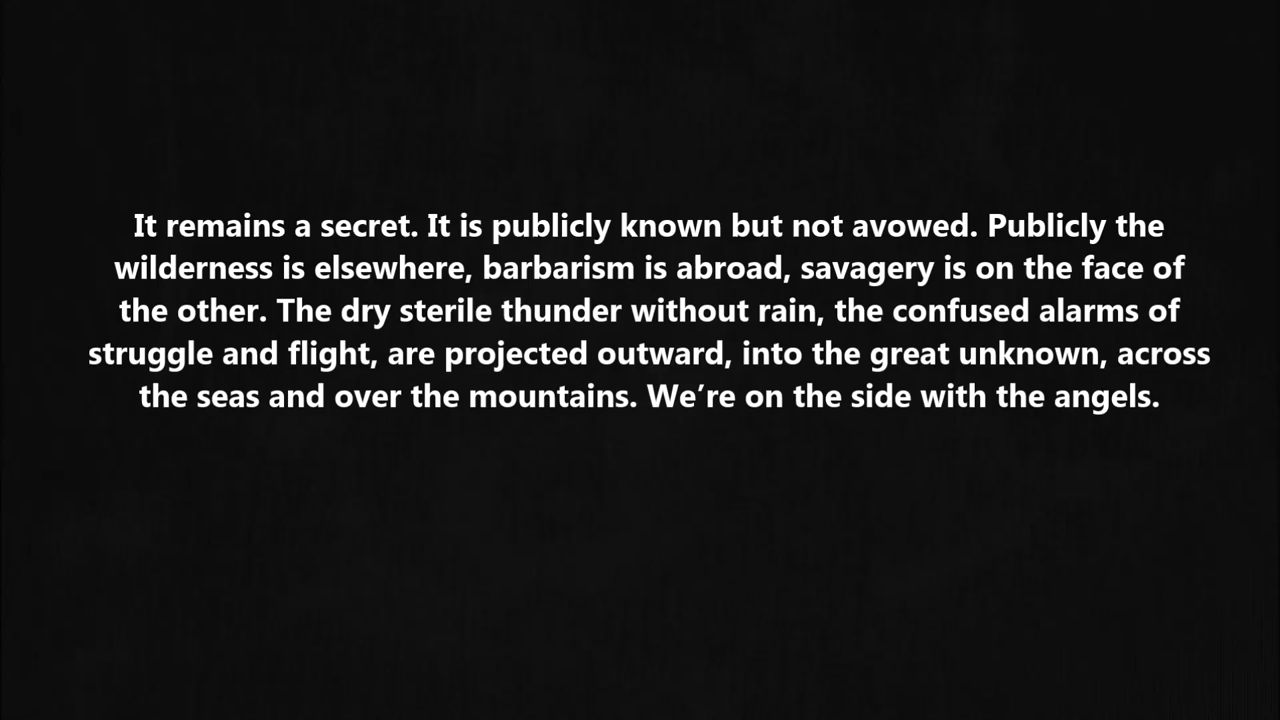 It remains a secret. It is publicly known but not avowed. Publicly the
wilderness is elsewhere, barbarism is abroad, savagery is on the face of
the other. The dry sterile thunder without rain, the confused alarms of
struggle and flight, are projected outward, into the great unknown, across
the seas and over the mountains. We’re on the side with the angels.